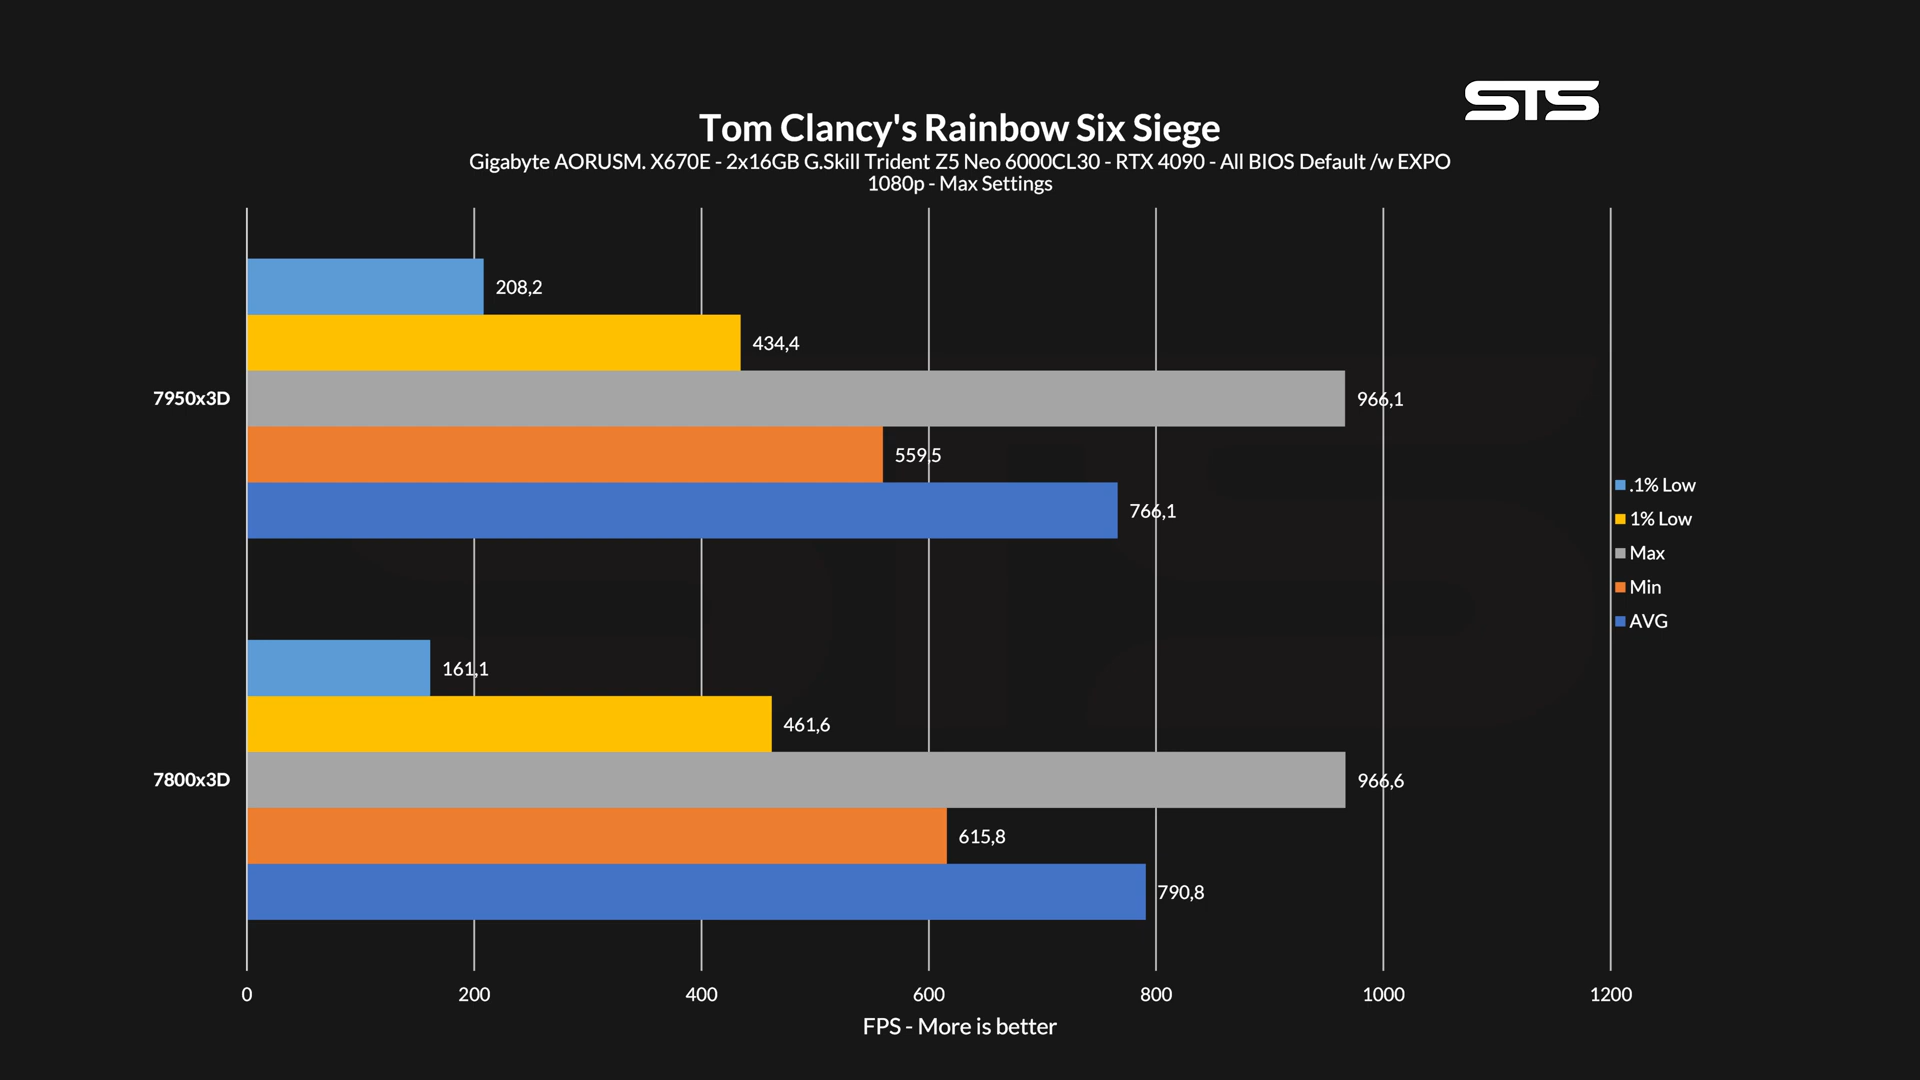 STS
Tom Clancy's Rainbow Six Siege
Gigabyte AORUSM. X670E - 2x16GB G.Skill Trident Z5 Neo 6000CL30 - RTX 4090 - All BIOS Default /w EXPO
1080p - Max Settings
208,2
434,4
7950x3D
966,1
559,5
766,1
.1% Low
1% Low
Max
Min
AVG
161,1
461,6
7800x3D
966,6
615,8
790,8
0 200 400 600 800 1000 1200
FPS - More is better